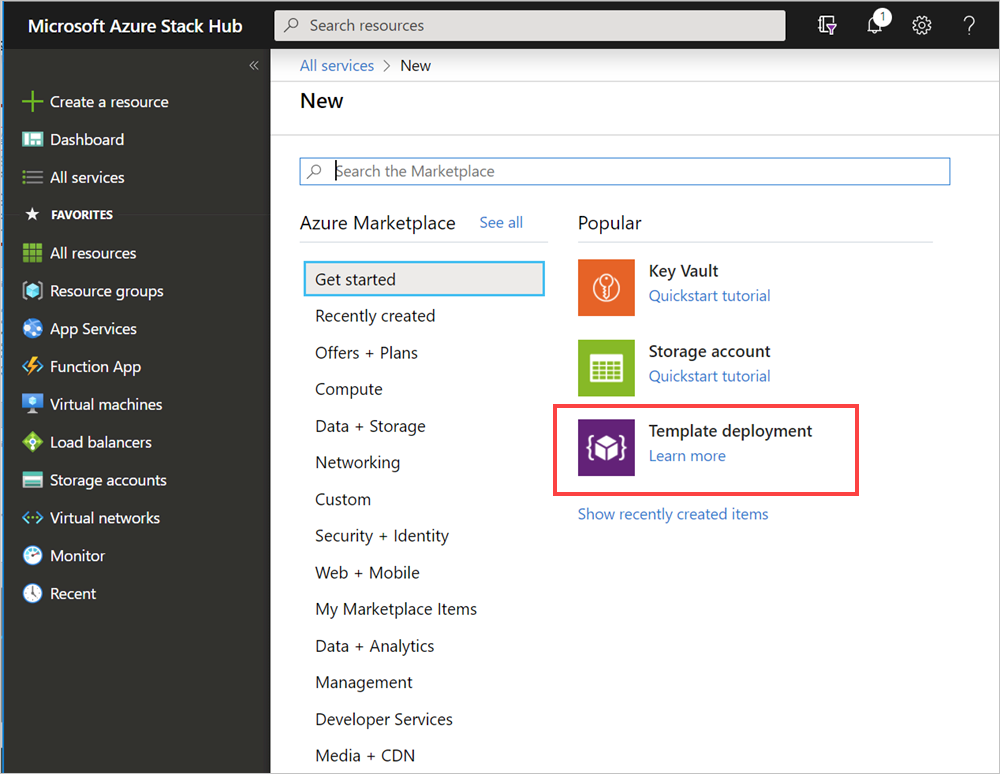 Microsoft Azure Stack Hub
Search resources
1
«
All services > New
New
Create a resource
Dashboard
All services
FAVORITES
All resources
Resource groups
App Services
Function App
Virtual machines
Load balancers
Storage accounts
Virtual networks
Monitor
Recent
Search the Marketplace
Azure Marketplace
See all
Get started
Recently created
Offers + Plans
Compute
Data + Storage
Networking
Custom
Security + Identity
Web + Mobile
My Marketplace Items
Data + Analytics
Management
Developer Services
Media + CDN
Popular
Key Vault
Quickstart tutorial
Storage account
Quickstart tutorial
Template deployment
Learn more
Show recently created items